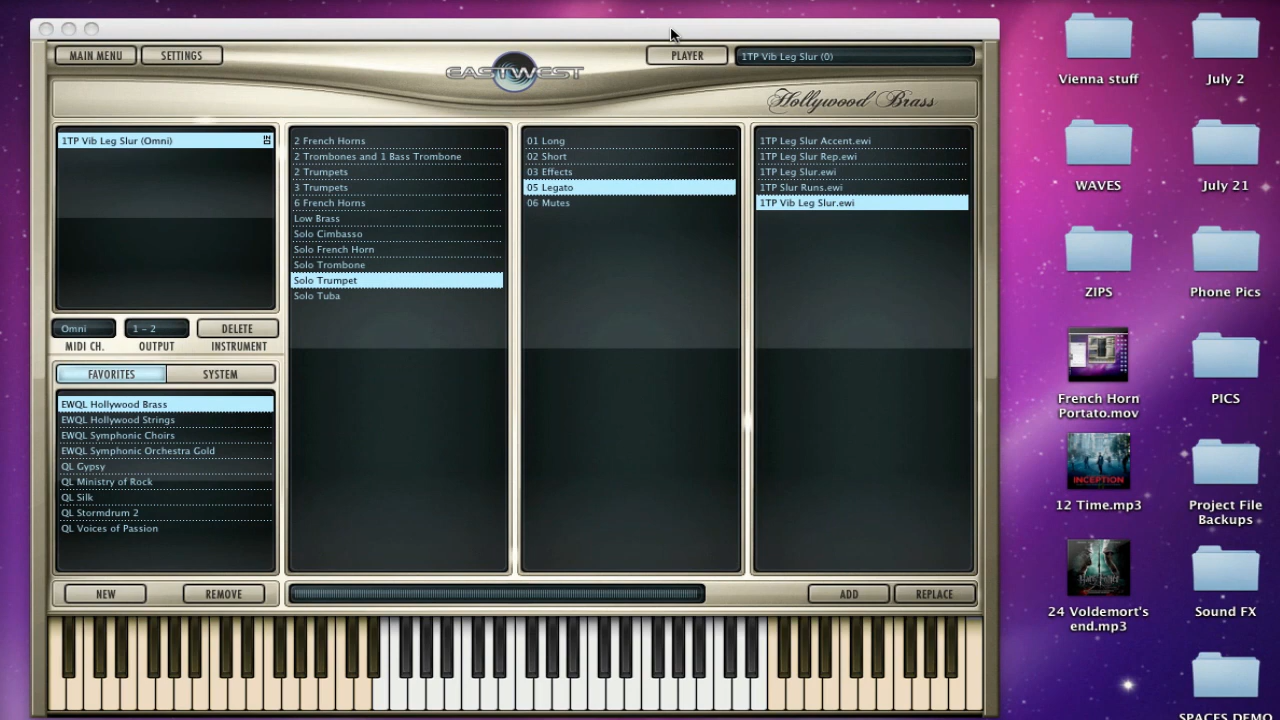 MAIN MENU
SETTINGS
EASTWEST
PLAYER
1TP Vib Leg Slur (0)
Hollywood Brass
1TP Vib Leg Slur (Omni)
Omni
1 - 2
DELETE
MIDI CH.
OUTPUT
INSTRUMENT
FAVORITES
SYSTEM
EWQL Hollywood Brass
EWQL Hollywood Strings
EWQL Symphonic Choirs
EWQL Symphonic Orchestra Gold
QL Gypsy
QL Ministry of Rock
QL Silk
QL Stormdrum 2
QL Voices of Passion
NEW
REMOVE
2 French Horns
2 Trombones and 1 Bass Trombone
2 Trumpets
3 Trumpets
6 French Horns
Low Brass
Solo Cimbasso
Solo French Horn
Solo Trombone
Solo Trumpet
Solo Tuba
01 Long
02 Short
03 Effects
05 Legato
06 Mutes
1TP Leg Slur Accent.ewi
1TP Leg Slur Rep.ewi
1TP Leg Slur.ewi
1TP Slur Runs.ewi
1TP Vib Leg Slur.ewi
ADD
REPLACE
Vienna stuff
July 2
WAVES
July 21
ZIPS
Phone Pics
French Horn
Portato.mov
PICS
INCEPTION
12 Time.mp3
Project File
Backups
24 Voldemort's
end.mp3
Sound FX
SPACES DEMO